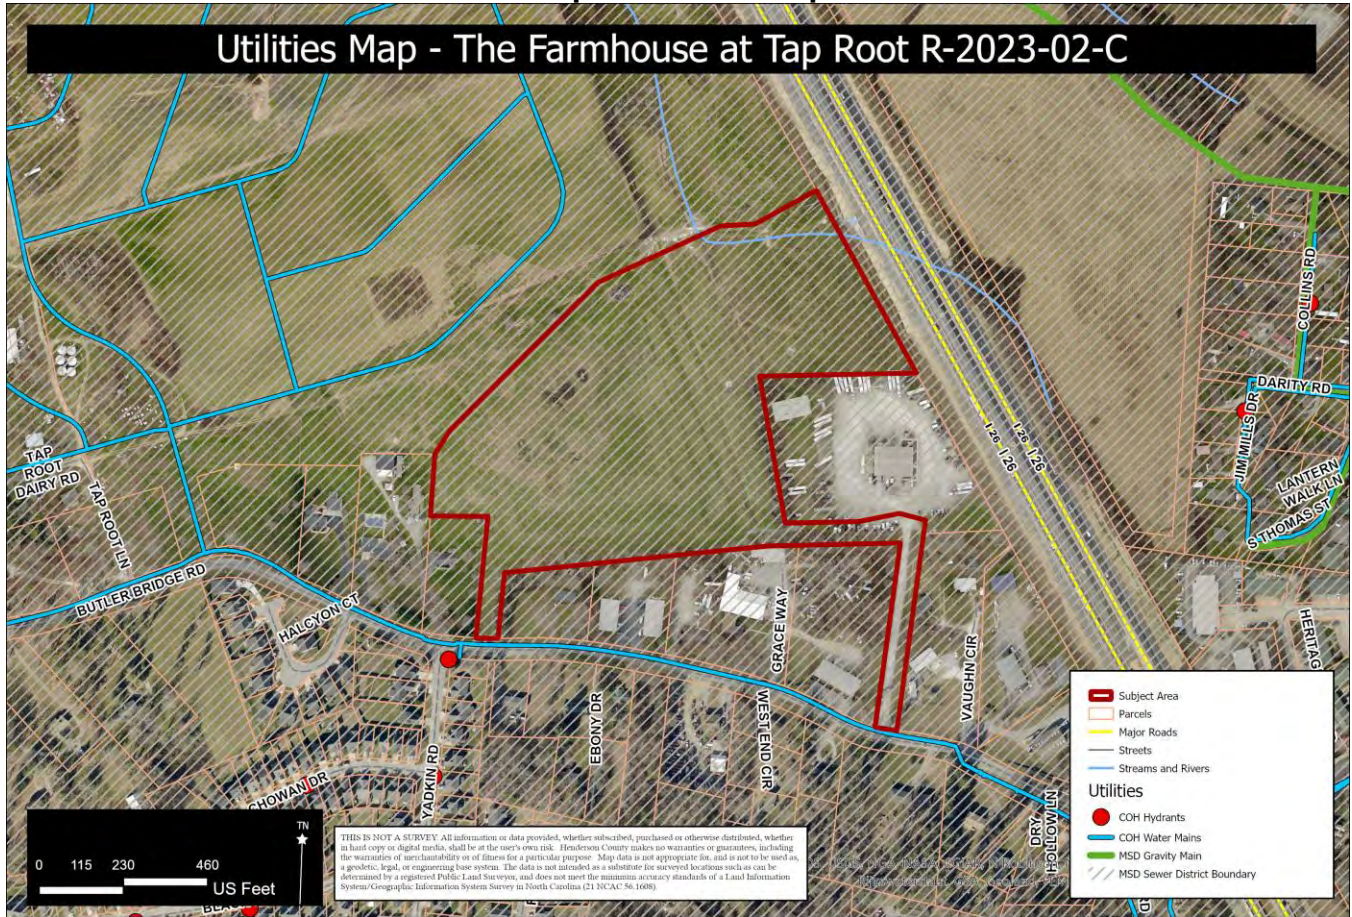 Utilities Map - The Farmhouse at Tap Root R-2023-02-C
COLLINS RD
DARITY RD
JIM MILLS DR
LANTERN
WALK LN
S THOMAS ST
I 26
I 26
I 26
I 26
TAP
ROOT
DAIRY RD
TAP ROOT LN
BUTLER BRIDGE RD
HALCYON CT
GRACE WAY
VAUGHN CIR
HERITAG
EBONY DR
WEST END CIR
YADKIN RD
CHOWAN DR
DRY
HOLLOW LN
Subject Area
Parcels
Major Roads
Streets
Streams and Rivers
Utilities
COH Hydrants
COH Water Mains
MSD Gravity Main
MSD Sewer District Boundary
TN
0 115 230 460
US Feet
THIS IS NOT A SURVEY. All information or data provided, whether subscribed, purchased or otherwise distributed, whether
in hard copy or digital media, shall be at the user's own risk. Henderson County makes no warranties or guarantees, including
the warranties of merchantability or of fitness for a particular purpose. Map data is not appropriate for, and is not to be used as,
a geodetic, legal, or engineering base system. The data is not intended as a substitute for surveyed locations such as can be
determined by a registered Public Land Surveyor, and does not meet the minimum accuracy standards of a Land Information
System/Geographic Information System Survey in North Carolina (21 NCAC 56.1608).
RD